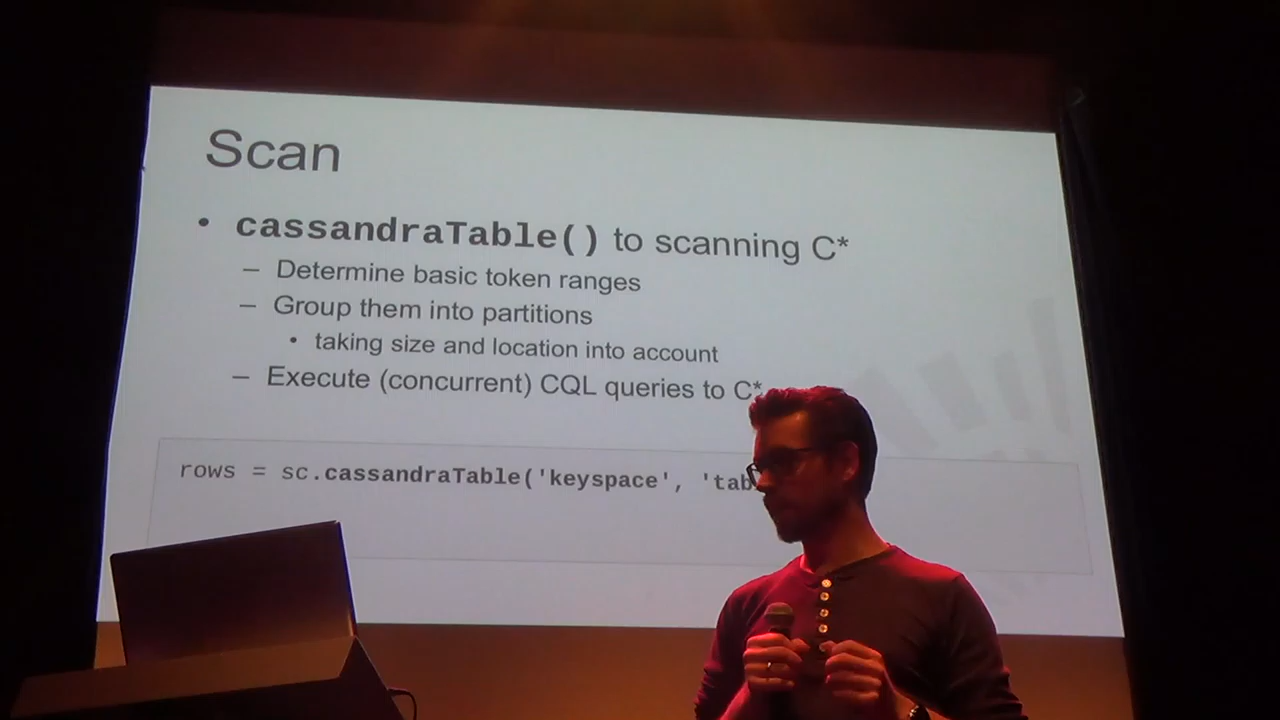 Scan
• cassandraTable() to scanning C*
– Determine basic token ranges
– Group them into partitions
• taking size and location into account
– Execute (concurrent) CQL queries to C*
rows = sc.cassandraTable('keyspace', 'tab